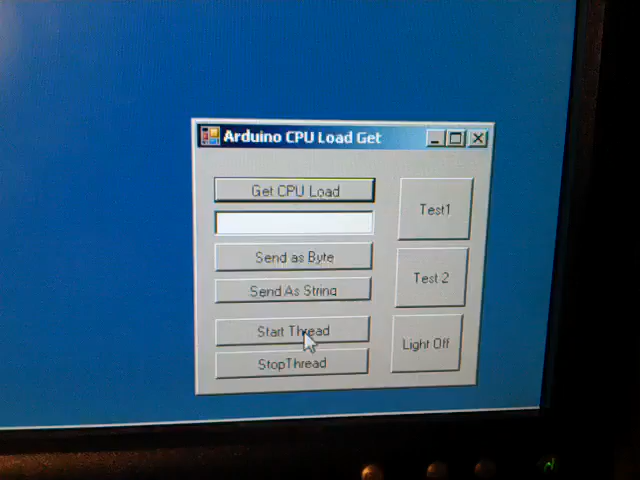 Arduino CPU Load Get
Get CPU Load
Test1
Send as Byte
Test 2
Send As String
Start Thread
Light Off
StopThread